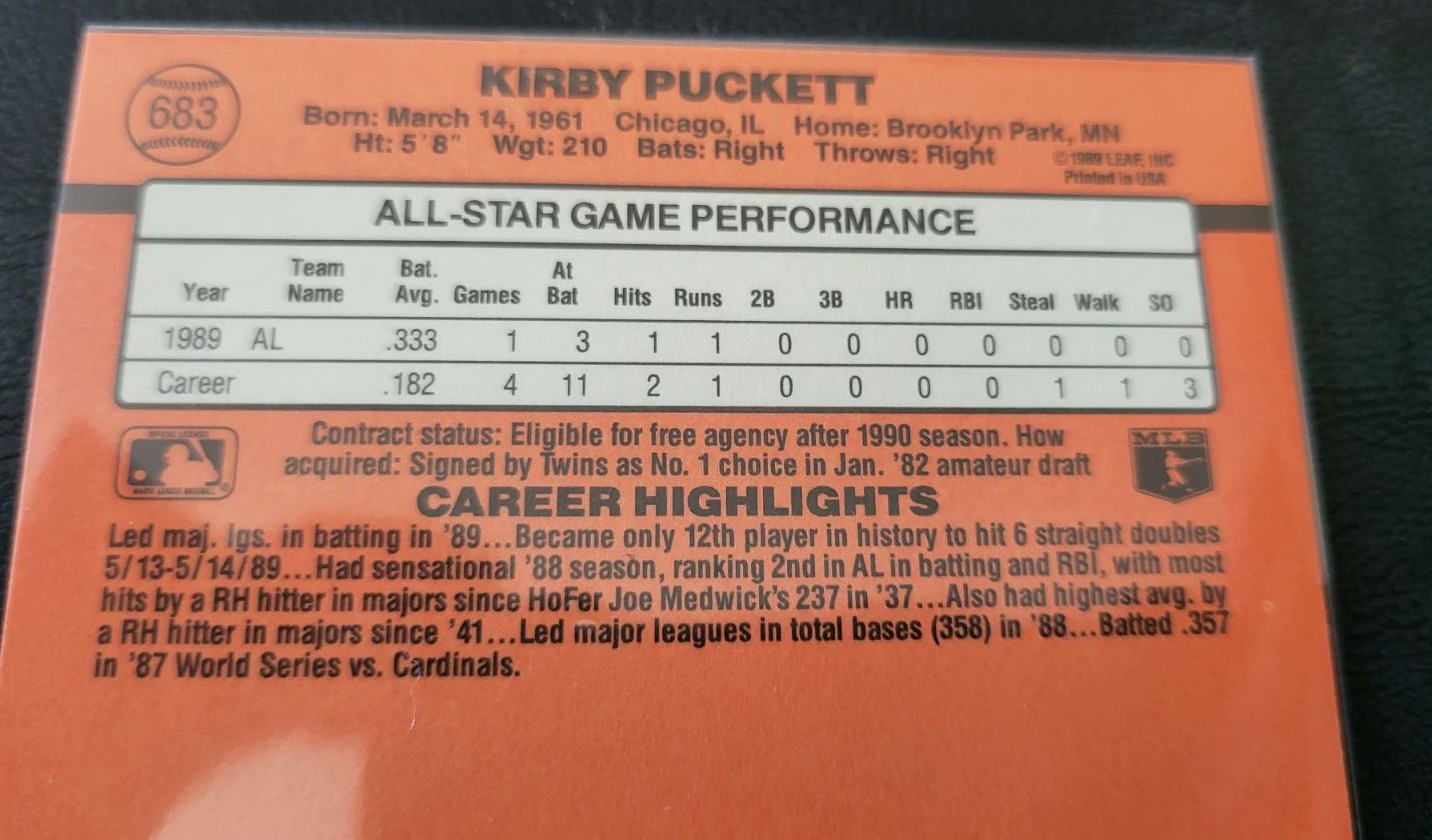 683
KIRBY PUCKETT
Born: March 14, 1961 Chicago, IL Home: Brooklyn Park, MN
Ht: 5'8" Wgt: 210 Bats: Right Throws: Right
©1989 LEAF, INC.
Printed in USA
ALL-STAR GAME PERFORMANCE
Year Team Name Bat. Avg. Games At Bat Hits Runs 2B 3B HR RBI Steal Walk SO
1989 AL .333 1 3 1 1 0 0 0 0 0 0 0
Career .182 4 11 2 1 0 0 0 0 1 1 3
Contract status: Eligible for free agency after 1990 season. How
acquired: Signed by Twins as No. 1 choice in Jan. '82 amateur draft
MLB
CAREER HIGHLIGHTS
Led maj. lgs. in batting in '89...Became only 12th player in history to hit 6 straight doubles
5/13-5/14/89...Had sensational '88 season, ranking 2nd in AL in batting and RBI, with most
hits by a RH hitter in majors since HoFer Joe Medwick's 237 in '37...Also had highest avg. by
a RH hitter in majors since '41...Led major leagues in total bases (358) in '88...Batted .357
in '87 World Series vs. Cardinals.